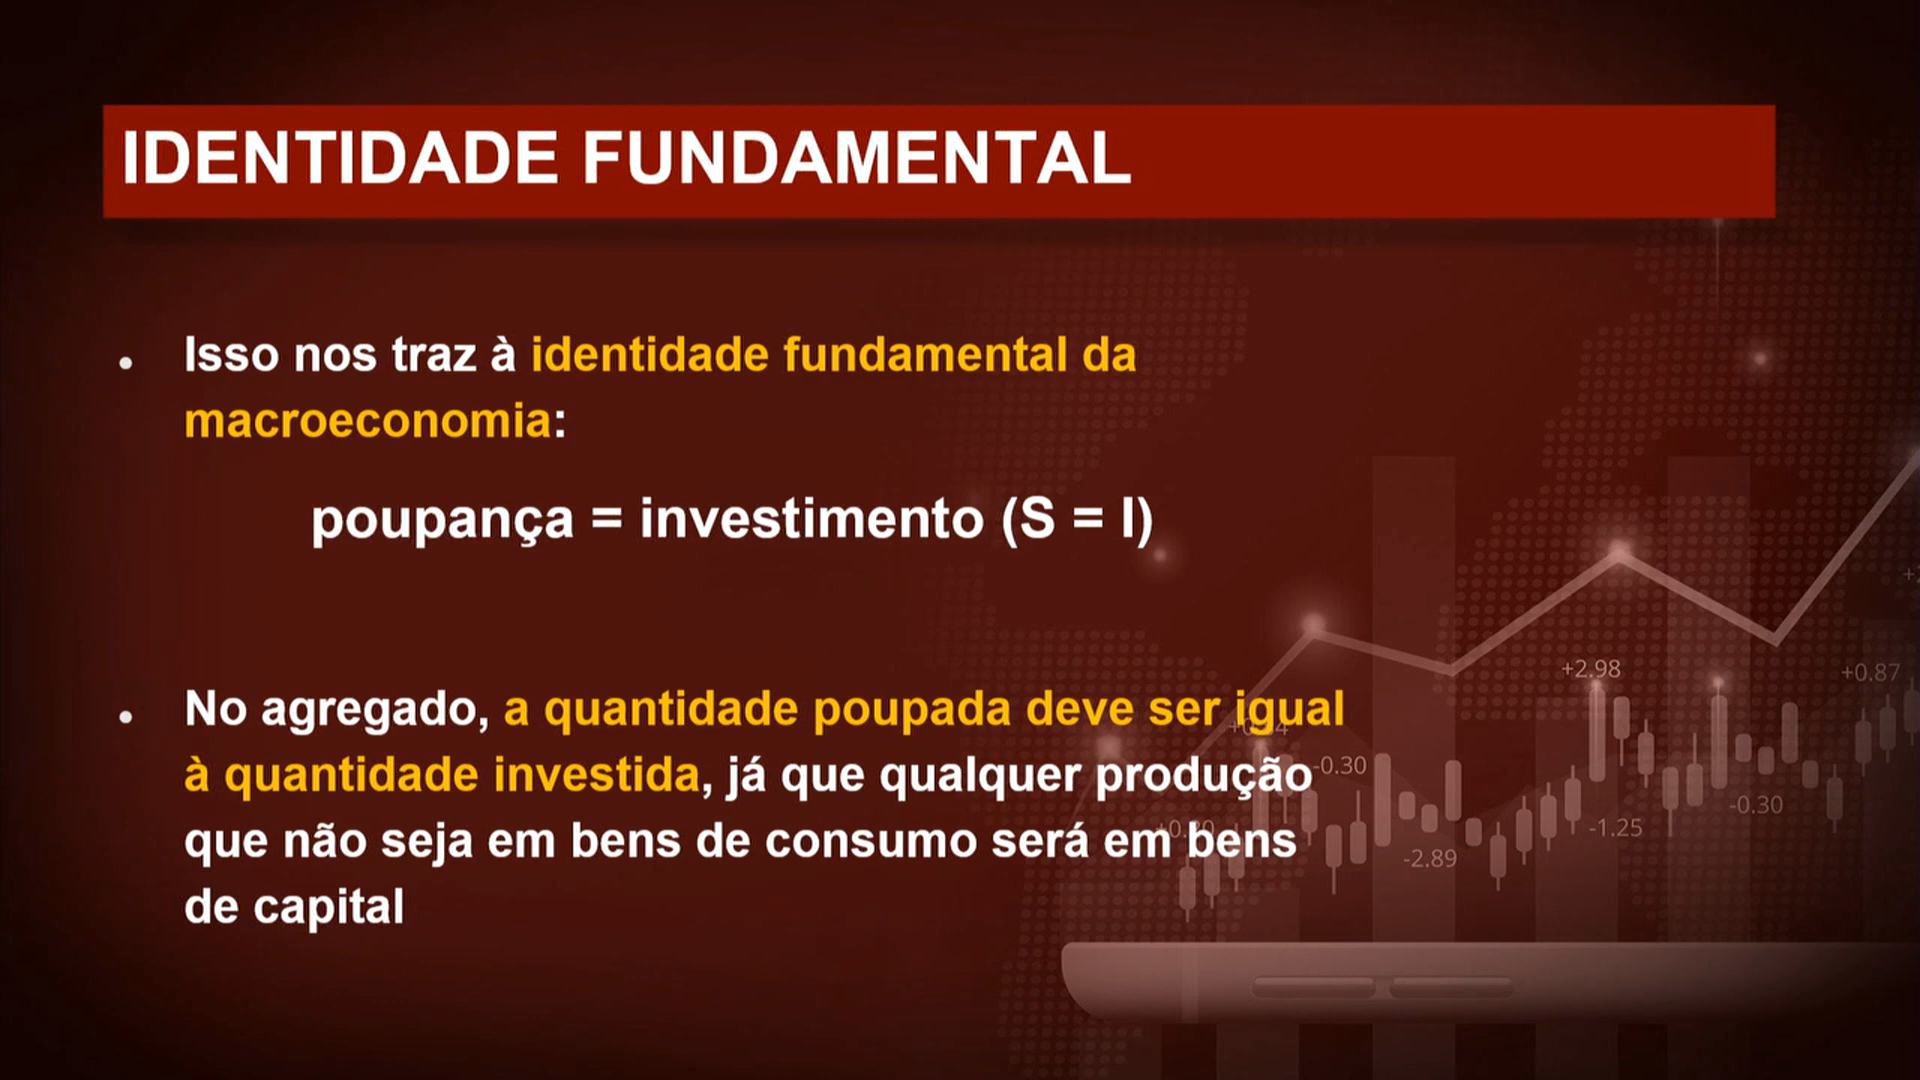 IDENTIDADE FUNDAMENTAL
• Isso nos traz à identidade fundamental da
macroeconomia:
poupança = investimento (S = I)
• No agregado, a quantidade poupada deve ser igual
à quantidade investida, já que qualquer produção
que não seja em bens de consumo será em bens
de capital
+2.98
+0.87
-0.30
-0.30
-1.25
-2.89